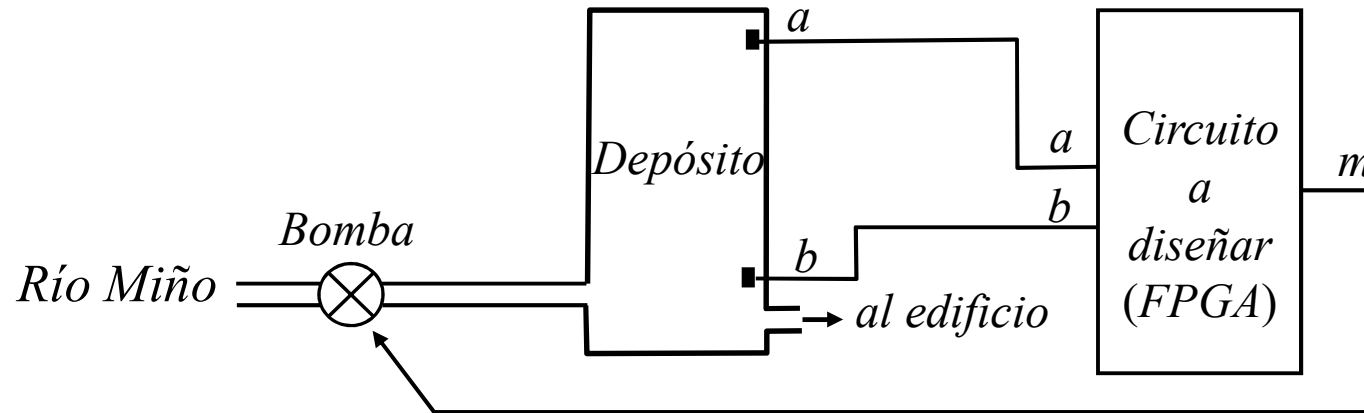 a
Depósito
b
al edificio
Bomba
Río Miño
a
b
Circuito
a
diseñar
(FPGA)
m